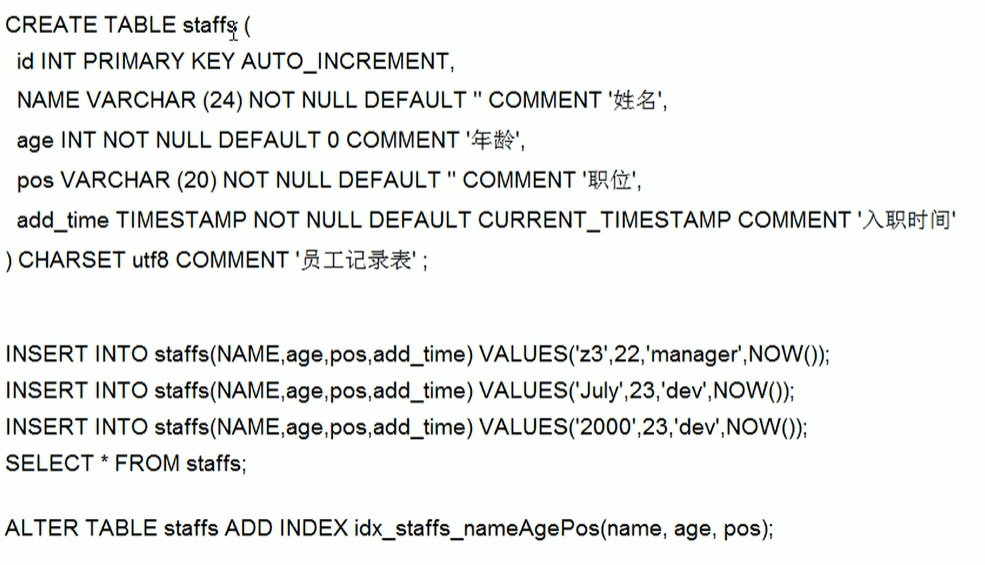 CREATE TABLE staffs (
id INT PRIMARY KEY AUTO_INCREMENT,
NAME VARCHAR (24) NOT NULL DEFAULT '' COMMENT '姓名',
age INT NOT NULL DEFAULT 0 COMMENT '年龄',
pos VARCHAR (20) NOT NULL DEFAULT '' COMMENT '职位',
add_time TIMESTAMP NOT NULL DEFAULT CURRENT_TIMESTAMP COMMENT '入职时间'
) CHARSET utf8 COMMENT '员工记录表' ;
INSERT INTO staffs(NAME,age,pos,add_time) VALUES('z3',22,'manager',NOW());
INSERT INTO staffs(NAME,age,pos,add_time) VALUES('July',23,'dev',NOW());
INSERT INTO staffs(NAME,age,pos,add_time) VALUES('2000',23,'dev',NOW());
SELECT * FROM staffs;
ALTER TABLE staffs ADD INDEX idx_staffs_nameAgePos(name, age, pos);